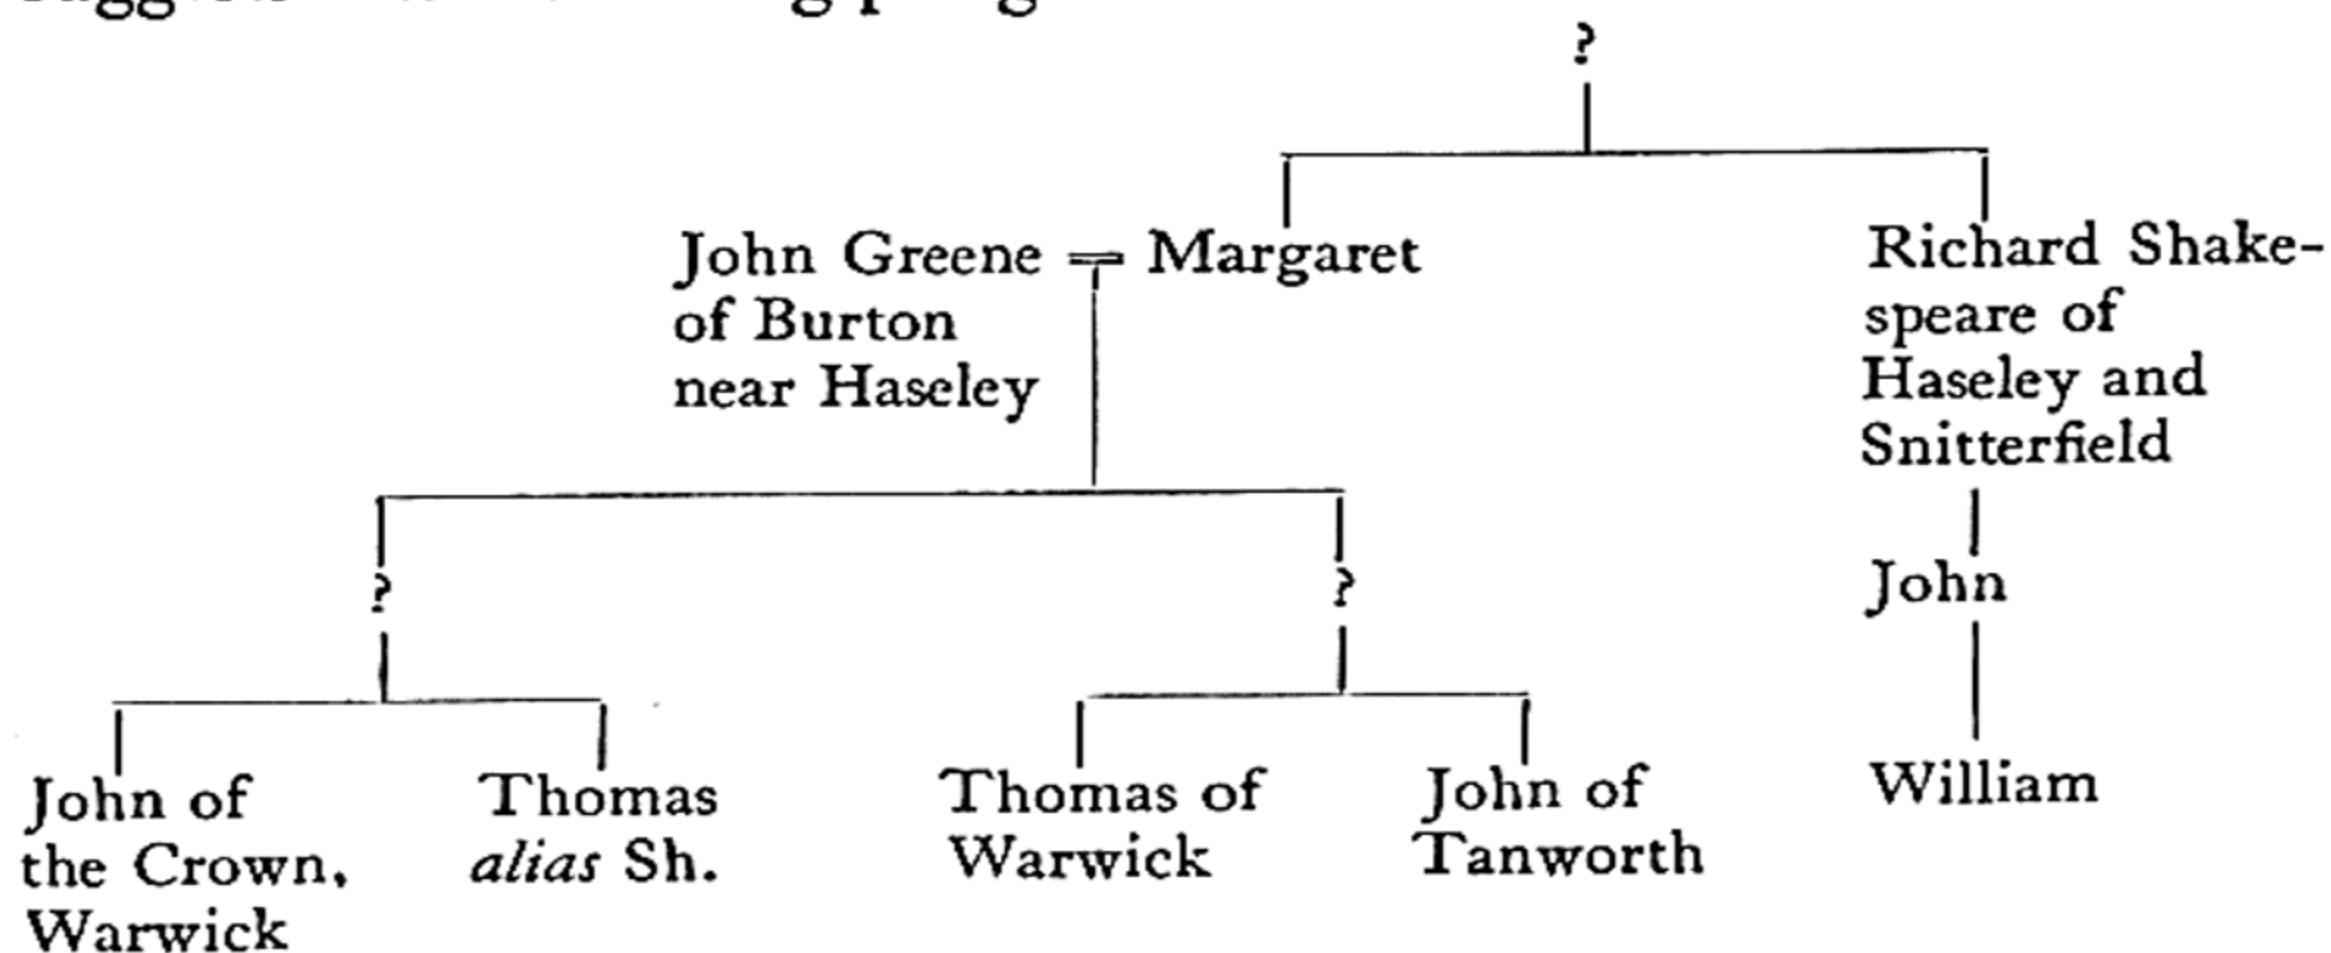 ?
John Greene = Margaret
of Burton
near Haseley
Richard Shake-
speare of
Haseley and
Snitterfield
?
?
John
John of
the Crown,
Warwick
Thomas
alias Sh.
Thomas of
Warwick
John of
Tanworth
William